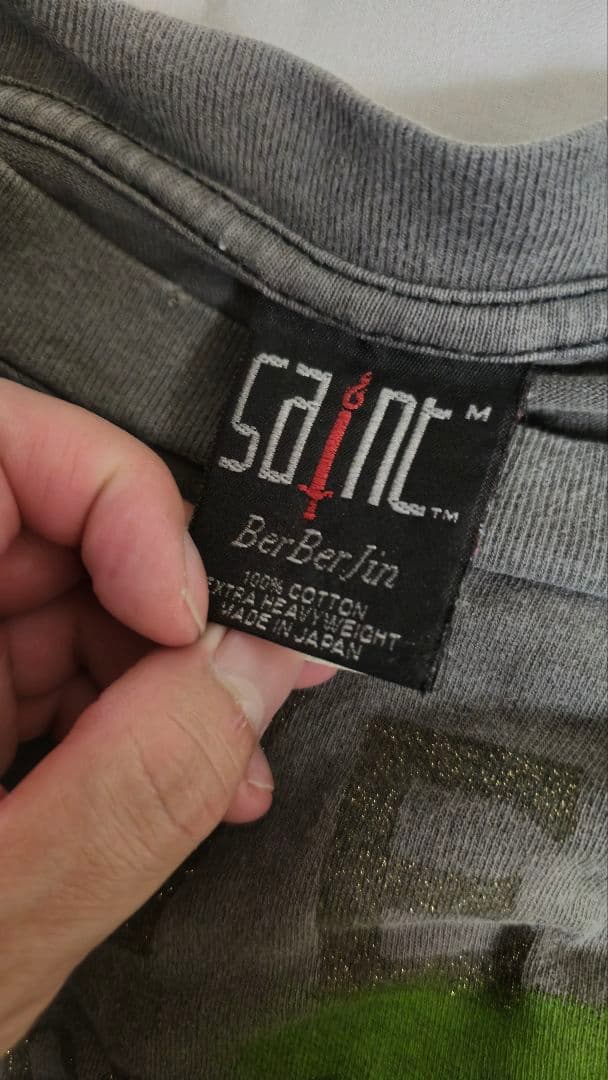 saint M
TM
BerBerJin
100% COTTON
EXTRA HEAVYWEIGHT
MADE IN JAPAN